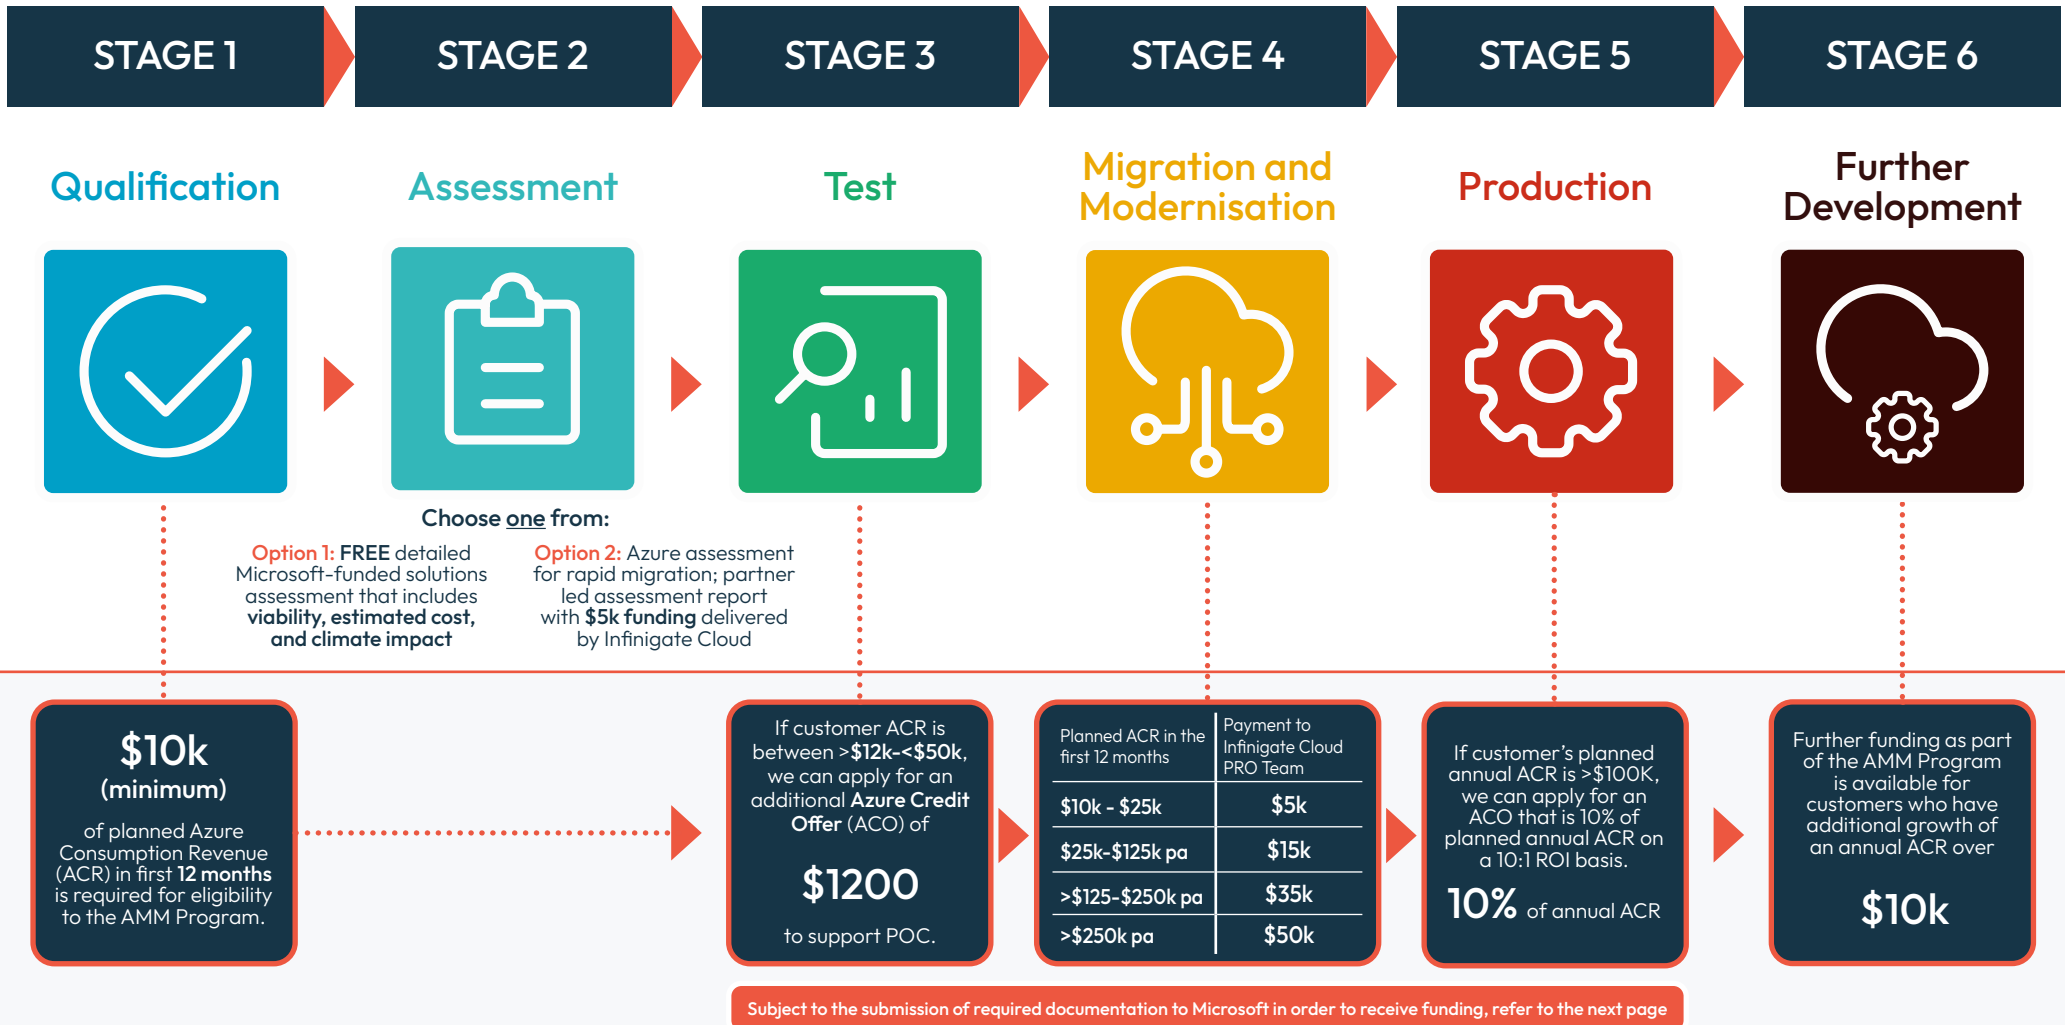 STAGE 1
STAGE 2
STAGE 3
STAGE 4
STAGE 5
STAGE 6
Qualification
Assessment
Test
Migration and
Modernisation
Production
Further
Development
Choose one from:
Option 1: FREE detailed
Microsoft-funded solutions
assessment that includes
viability, estimated cost,
and climate impact
Option 2: Azure assessment
for rapid migration; partner
led assessment report
with $5k funding delivered
by Infinigate Cloud
$10k
(minimum)
of planned Azure
Consumption Revenue
(ACR) in first 12 months
is required for eligibility
to the AMM Program.
If customer ACR is
between >$12k-<$50k,
we can apply for an
additional Azure Credit
Offer (ACO) of
$1200
to support POC.
Planned ACR in the
first 12 months
Payment to
Infinigate Cloud
PRO Team
$10k - $25k
$5k
$25k-$125k pa
$15k
>$125-$250k pa
$35k
>$250k pa
$50k
If customer's planned
annual ACR is >$100K,
we can apply for an
ACO that is 10% of
planned annual ACR on
a 10:1 ROI basis.
10% of annual ACR
Further funding as part
of the AMM Program
is available for
customers who have
additional growth of
an annual ACR over
$10k
Subject to the submission of required documentation to Microsoft in order to receive funding, refer to the next page